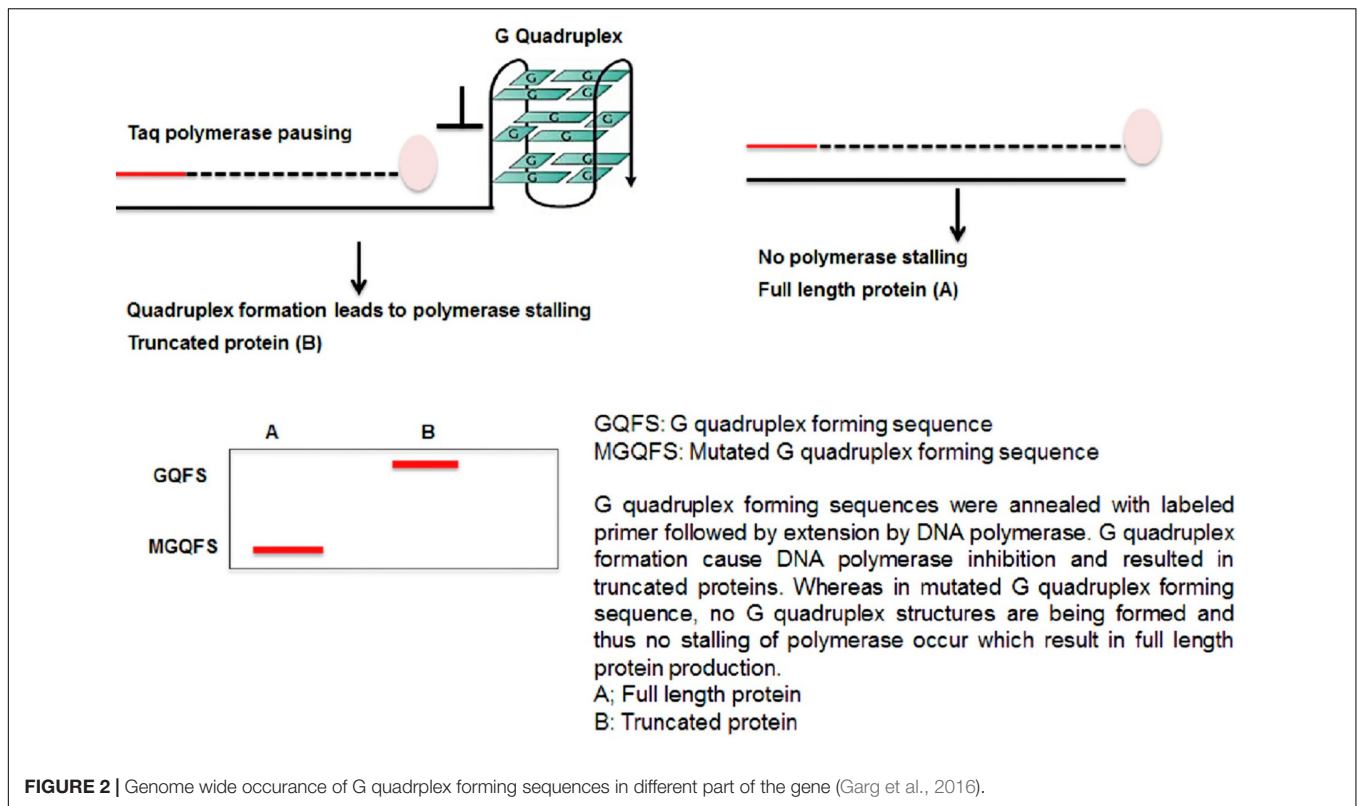 G Quadruplex
G G
G
G
G
G G
G
G
G
G
Taq polymerase pausing
Quadruplex formation leads to polymerase stalling
Truncated protein (B)
No polymerase stalling
Full length protein (A)
A B
GQFS
MGQFS
GQFS: G quadruplex forming sequence
MGQFS: Mutated G quadruplex forming sequence
G quadruplex forming sequences were annealed with labeled
primer followed by extension by DNA polymerase. G quadruplex
formation cause DNA polymerase inhibition and resulted in
truncated proteins. Whereas in mutated G quadruplex forming
sequence, no G quadruplex structures are being formed and
thus no stalling of polymerase occur which result in full length
protein production.
A; Full length protein
B: Truncated protein
FIGURE 2 | Genome wide occurance of G quadrplex forming sequences in different part of the gene (Garg et al., 2016).